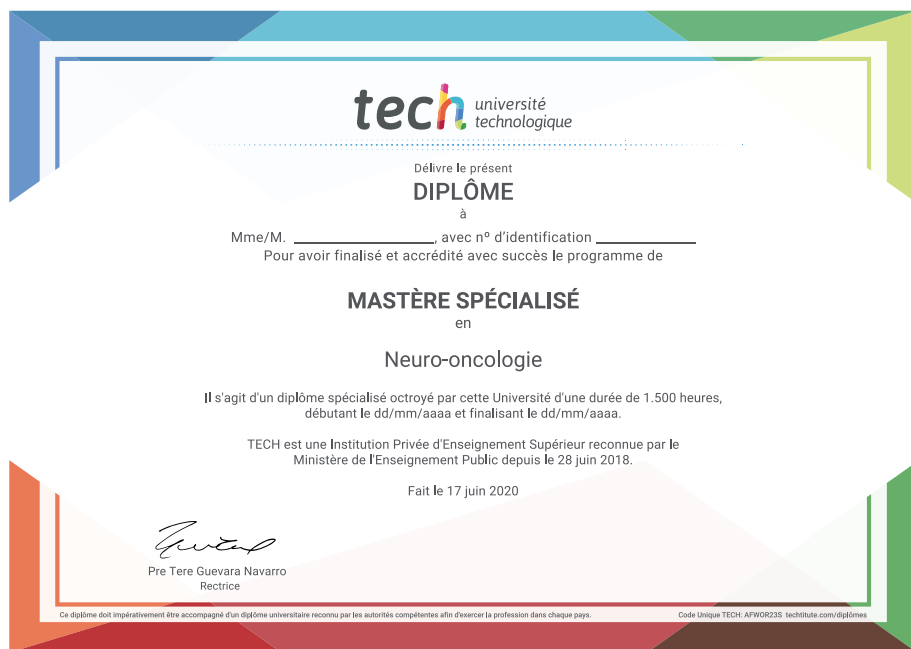 tech université
technologique
Délivre le présent
DIPLÔME
à
Mme/M. ____________, avec nº d'identification ____________
Pour avoir finalisé et accrédité avec succès le programme de
MASTÈRE SPÉCIALISÉ
en
Neuro-oncologie
Il s'agit d'un diplôme spécialisé octroyé par cette Université d'une durée de 1.500 heures,
débutant le dd/mm/aaaa et finalisant le dd/mm/aaaa.
TECH est une Institution Privée d'Enseignement Supérieur reconnue par le
Ministère de l'Enseignement Public depuis le 28 juin 2018.
Fait le 17 juin 2020
Pre Tere Guevara Navarro
Rectrice
Ce diplôme doit impérativement être accompagné d'un diplôme universitaire reconnu par les autorités compétentes afin d'exercer la profession dans chaque pays. Code Unique TECH: AFWOR23S techtitute.com/diplômes